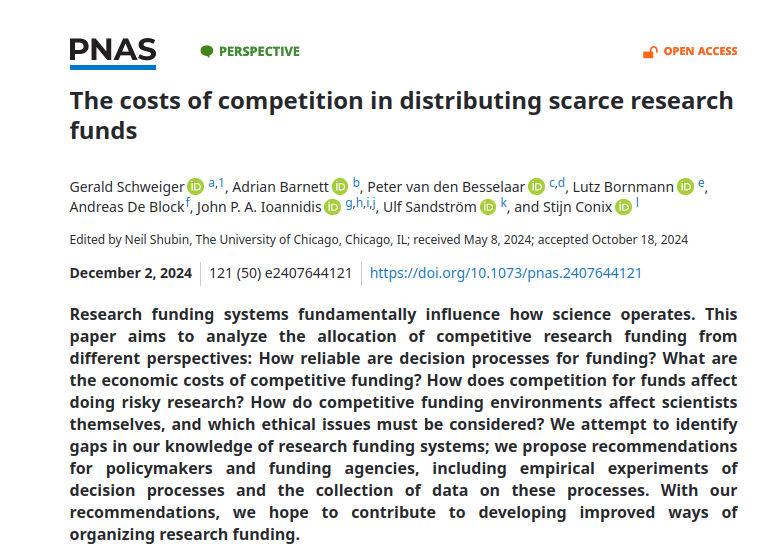 PNAS PERSPECTIVE OPEN ACCESS
The costs of competition in distributing scarce research
funds
Gerald Schweiger iD a,1, Adrian Barnett iD b, Peter van den Besselaar iD c,d, Lutz Bornmann iD e,
Andreas De Block f, John P. A. Ioannidis iD g,h,i,j, Ulf Sandström iD k, and Stijn Conix iD l
Edited by Neil Shubin, The University of Chicago, Chicago, IL; received May 8, 2024; accepted October 18, 2024
December 2, 2024 | 121 (50) e2407644121 | https://doi.org/10.1073/pnas.2407644121
Research funding systems fundamentally influence how science operates. This
paper aims to analyze the allocation of competitive research funding from
different perspectives: How reliable are decision processes for funding? What are
the economic costs of competitive funding? How does competition for funds affect
doing risky research? How do competitive funding environments affect scientists
themselves, and which ethical issues must be considered? We attempt to identify
gaps in our knowledge of research funding systems; we propose recommendations
for policymakers and funding agencies, including empirical experiments of
decision processes and the collection of data on these processes. With our
recommendations, we hope to contribute to developing improved ways of
organizing research funding.